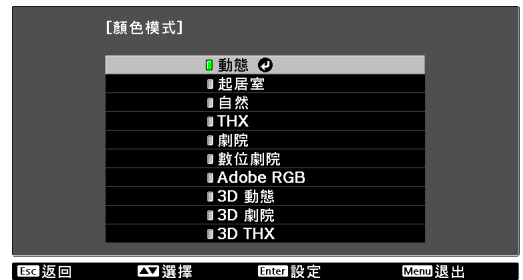 [顏色模式]
動態
起居室
自然
THX
劇院
數位劇院
Adobe RGB
3D 動態
3D 劇院
3D THX
Esc 返回 選擇 Enter 設定 Menu 退出